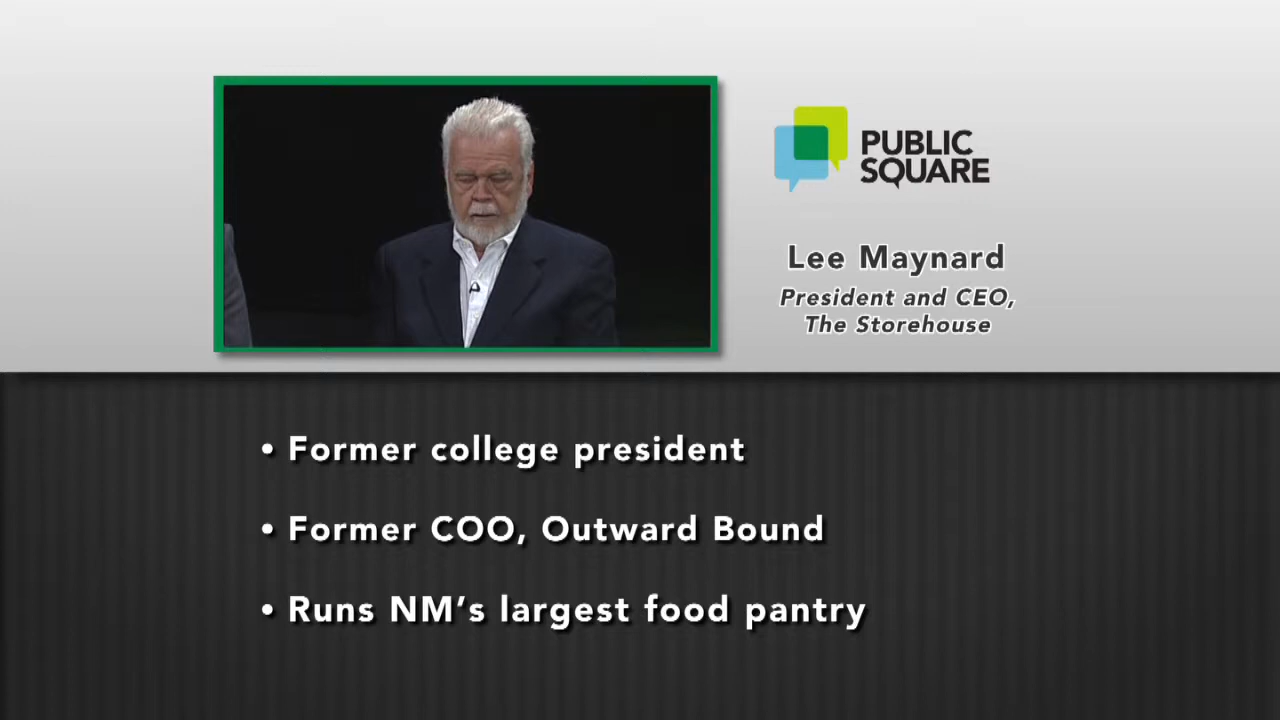 PUBLIC
SQUARE
Lee Maynard
President and CEO,
The Storehouse
• Former college president
• Former COO, Outward Bound
• Runs NM's largest food pantry